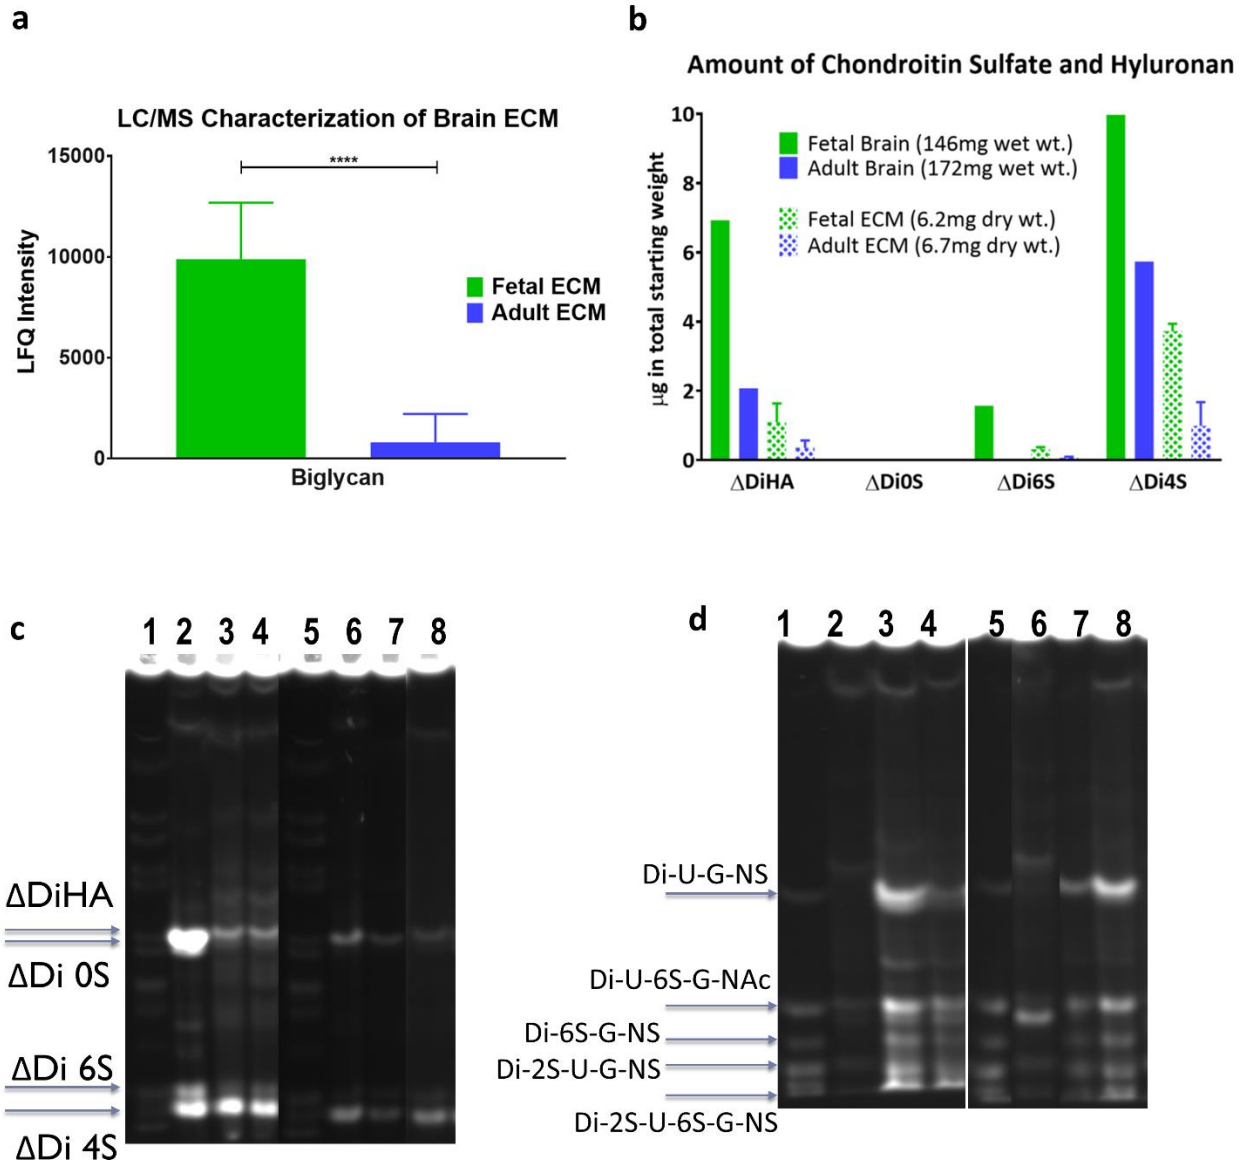 a
LC/MS Characterization of Brain ECM
15000
10000
5000
0
LFQ Intensity
****
Biglycan
Fetal ECM
Adult ECM
b
Amount of Chondroitin Sulfate and Hyluronan
10
8
6
4
2
0
µg in total starting weight
Fetal Brain (146mg wet wt.)
Adult Brain (172mg wet wt.)
Fetal ECM (6.2mg dry wt.)
Adult ECM (6.7mg dry wt.)
ΔDiHA ΔDi0S ΔDi6S ΔDi4S
c
1 2 3 4 5 6 7 8
ΔDiHA
ΔDi 0S
ΔDi 6S
ΔDi 4S
d
1 2 3 4 5 6 7 8
Di-U-G-NS
Di-U-6S-G-NAc
Di-6S-G-NS
Di-2S-U-G-NS
Di-2S-U-6S-G-NS